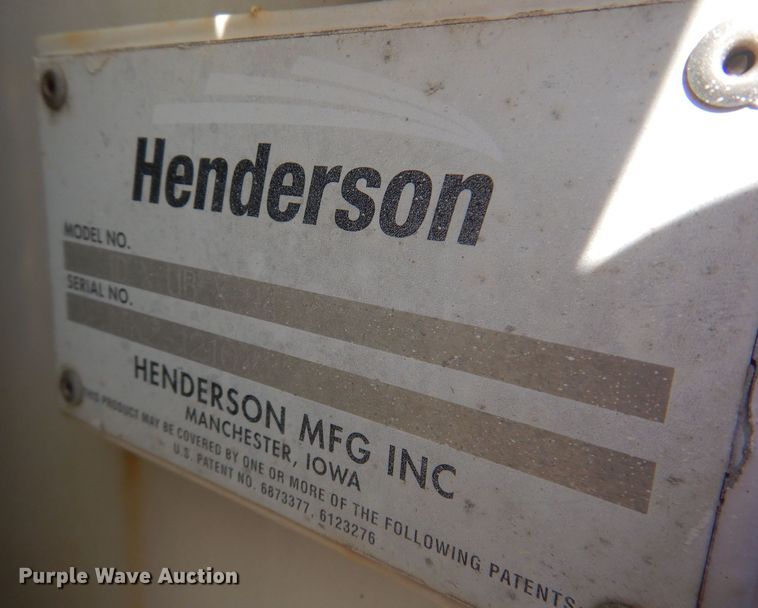 Henderson
MODEL NO.
SERIAL NO.
HENDERSON MFG INC
MANCHESTER, IOWA
THIS PRODUCT MAY BE COVERED BY ONE OR MORE OF THE FOLLOWING PATENTS:
U.S. PATENT NO. 6873377, 6123276
Purple Wave Auction